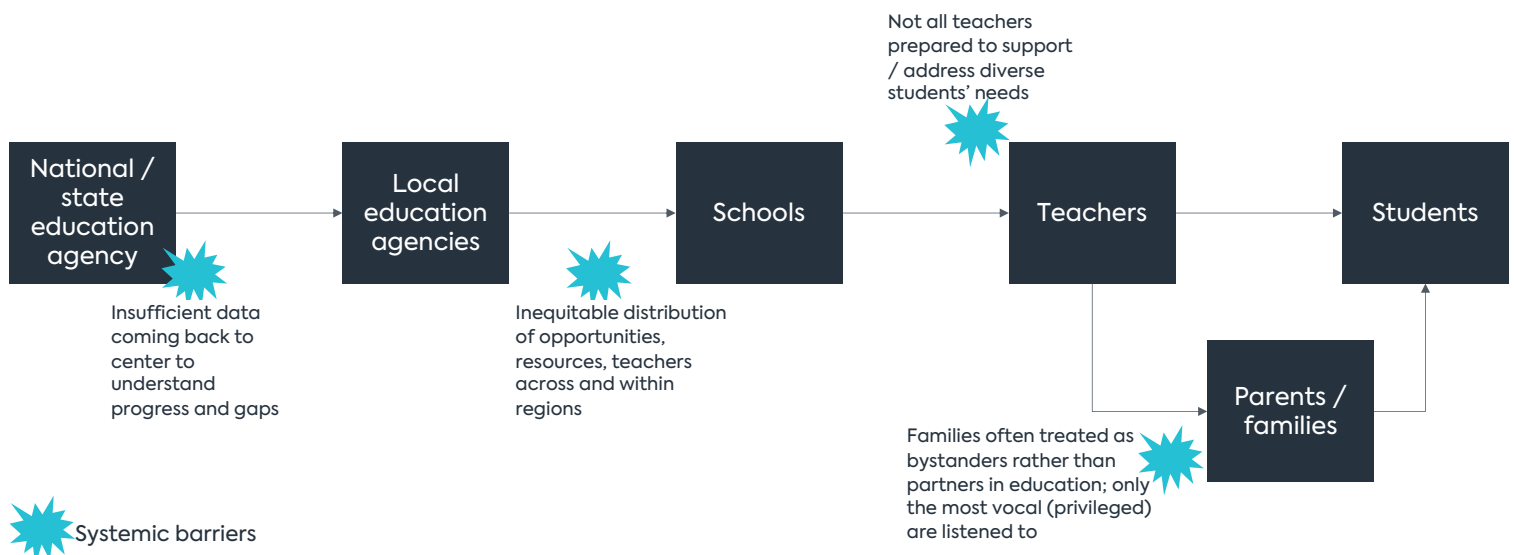 Not all teachers
prepared to support
/ address diverse
students’ needs
National /
state
education
agency
Local
education
agencies
Schools
Teachers
Students
Insufficient data
coming back to
center to
understand
progress and gaps
Inequitable distribution
of opportunities,
resources, teachers
across and within
regions
Parents /
families
Families often treated as
bystanders rather than
partners in education; only
the most vocal (privileged)
are listened to
Systemic barriers